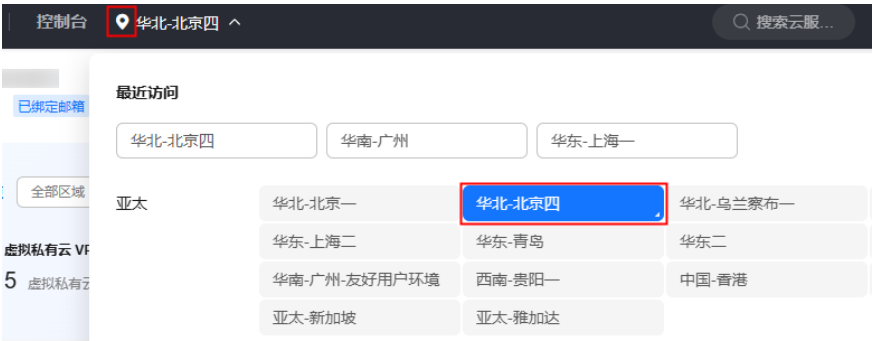 控制台 华北-北京四 搜索云服...
最近访问
已绑定邮箱
华北-北京四 华南-广州 华东-上海一
全部区域
亚太 华北-北京一 华北-北京四 华北-乌兰察布一
虚拟私有云 VP 华东-上海二 华东-青岛 华东二
5 虚拟私有云 华南-广州-友好用户环境 西南-贵阳一 中国-香港
亚太-新加坡 亚太-雅加达